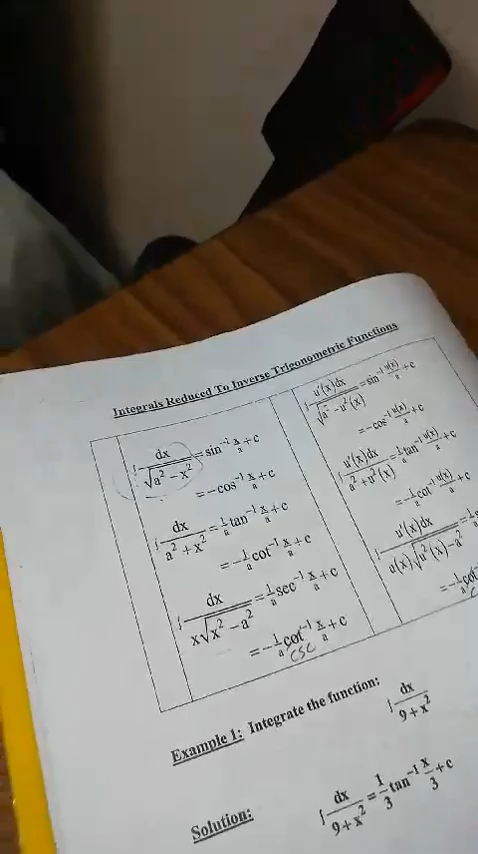 Integrals Reduced To Inverse Trigonometric Functions
∫ dx / √(a² − x²) = sin⁻¹ x/a + c
= −cos⁻¹ x/a + c
∫ dx / (a² + x²) = 1/a tan⁻¹ x/a + c
= −1/a cot⁻¹ x/a + c
∫ dx / (x√(x² − a²)) = 1/a sec⁻¹ x/a + c
= −1/a cot⁻¹ x/a + c
csc
∫ u'(x)dx / √(a² − u²(x)) = sin⁻¹ u(x)/a + c
= −cos⁻¹ u(x)/a + c
∫ u'(x)dx / (a² + u²(x)) = 1/a tan⁻¹ u(x)/a + c
= −1/a cot⁻¹ u(x)/a + c
∫ u'(x)dx / (u(x)√(u²(x) − a²)) = 1/a
= −1/a
Example 1: Integrate the function: ∫ dx / (9 + x²)
Solution: ∫ dx / (9 + x²) = 1/3 tan⁻¹ x/3 + c